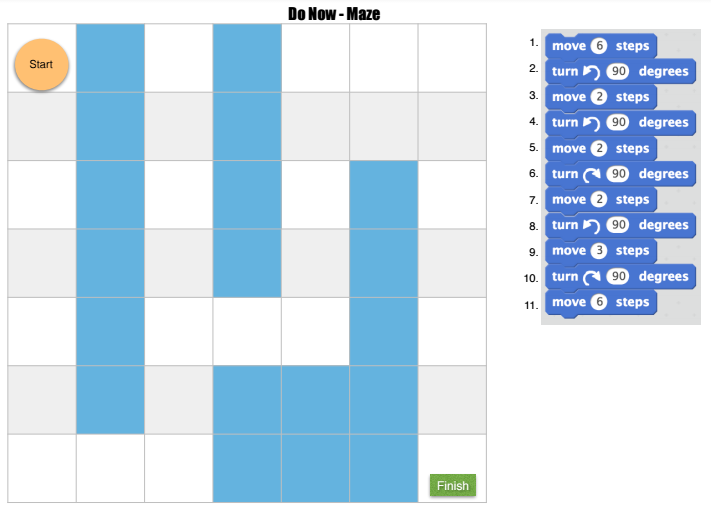 Do Now - Maze
Start
Finish
1. move 6 steps
2. turn 90 degrees
3. move 2 steps
4. turn 90 degrees
5. move 2 steps
6. turn 90 degrees
7. move 2 steps
8. turn 90 degrees
9. move 3 steps
10. turn 90 degrees
11. move 6 steps